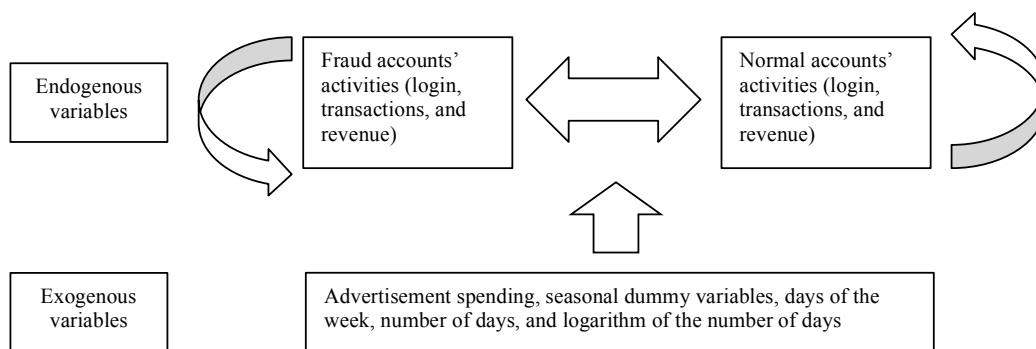 Endogenous
variables
Fraud accounts’
activities (login,
transactions, and
revenue)
Normal accounts’
activities (login,
transactions, and
revenue)
Exogenous
variables
Advertisement spending, seasonal dummy variables, days of the
week, number of days, and logarithm of the number of days